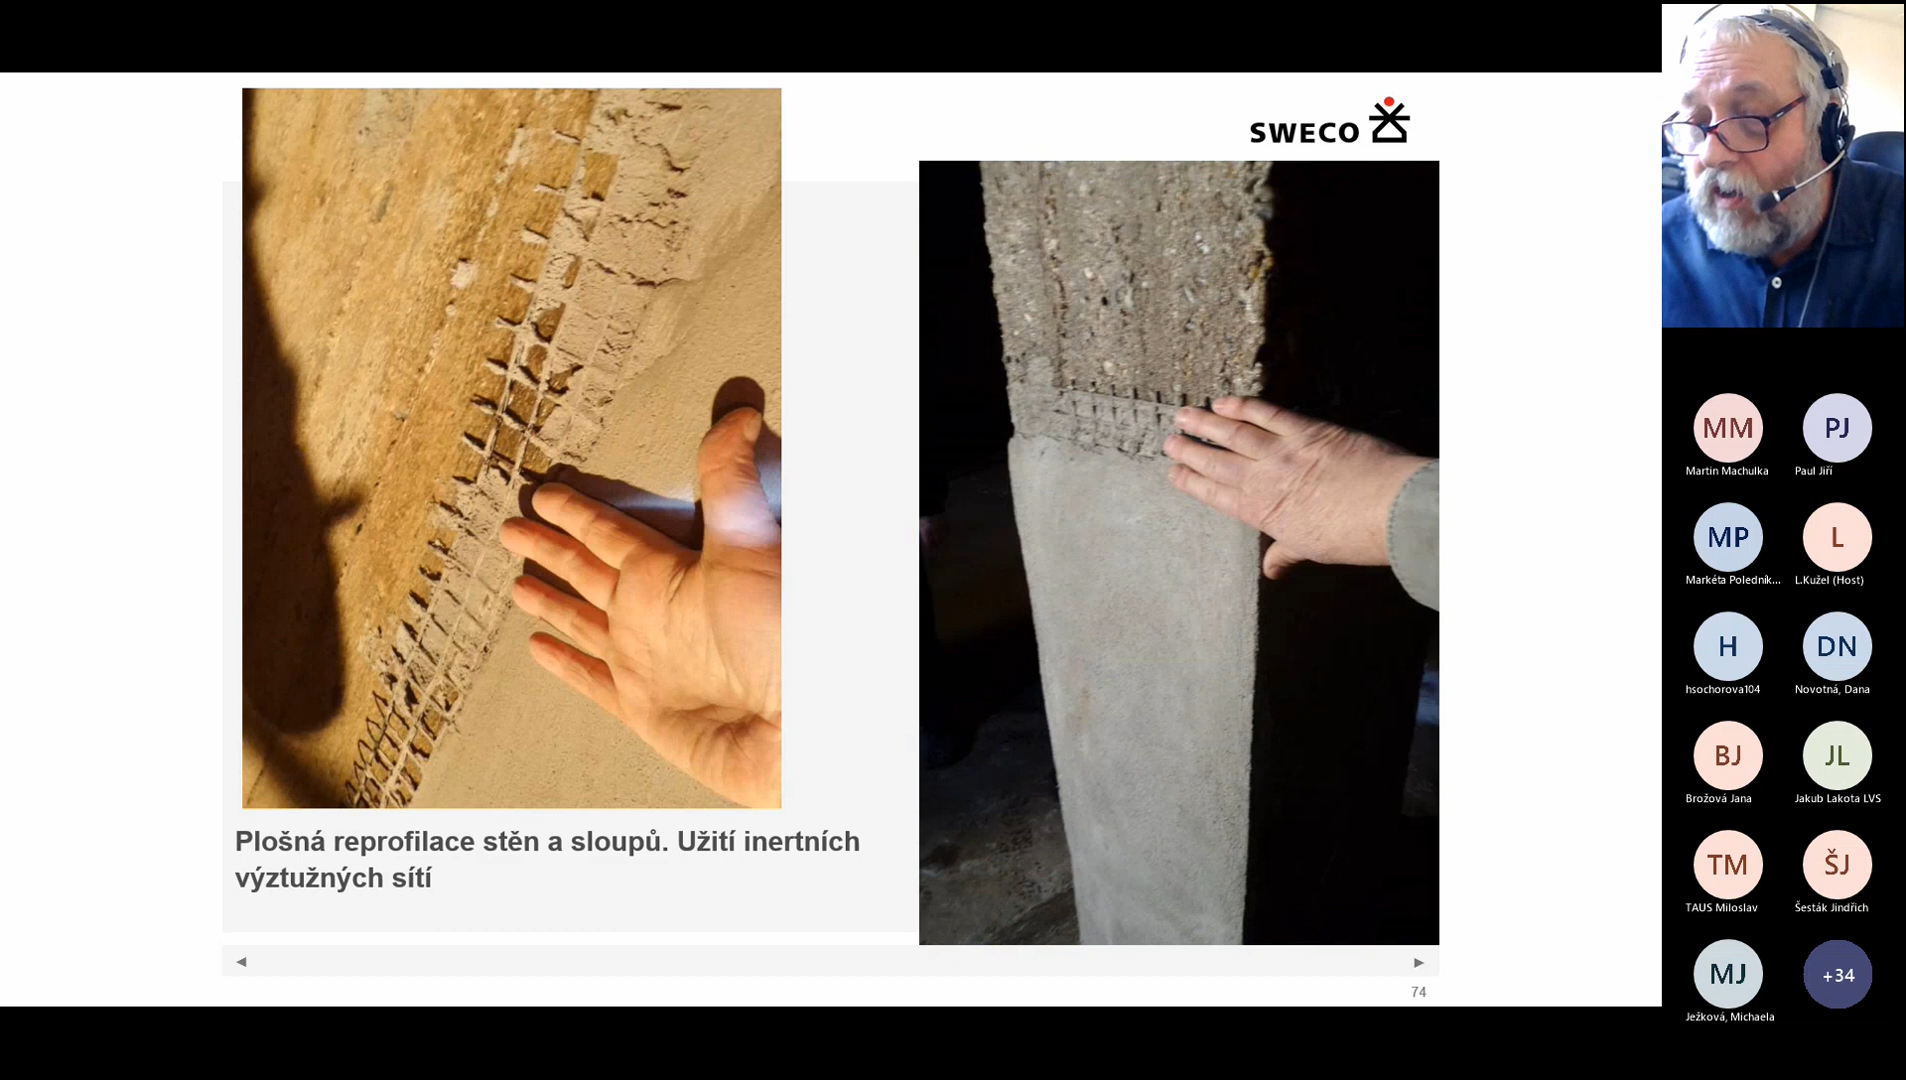 SWECO
Plošná reprofilace stěn a sloupů. Užití inertních
výztužných sítí
74
MM
PJ
Martin Machulka
Paul Jiří
MP
L
Markéta Poledník...
L.Kužel (Host)
H
DN
hsochorova104
Novotná, Dana
BJ
JL
Brožová Jana
Jakub Lakota LVS
TM
ŠJ
TAUS Miloslav
Šesták Jindřich
MJ
+34
Ježková, Michaela